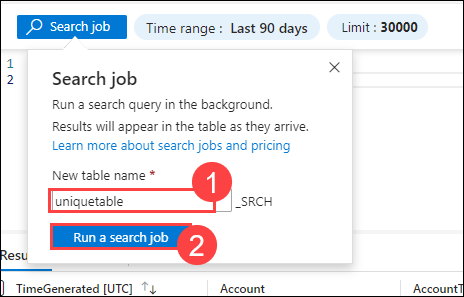 Search job
Time range : Last 90 days
Limit : 30000
1
2
Search job
Run a search query in the background.
Results will appear in the table as they arrive.
Learn more about search jobs and pricing
New table name *
1
uniquetable
_SRCH
Run a search job
2
TimeGenerated [UTC] ↑↓
Account